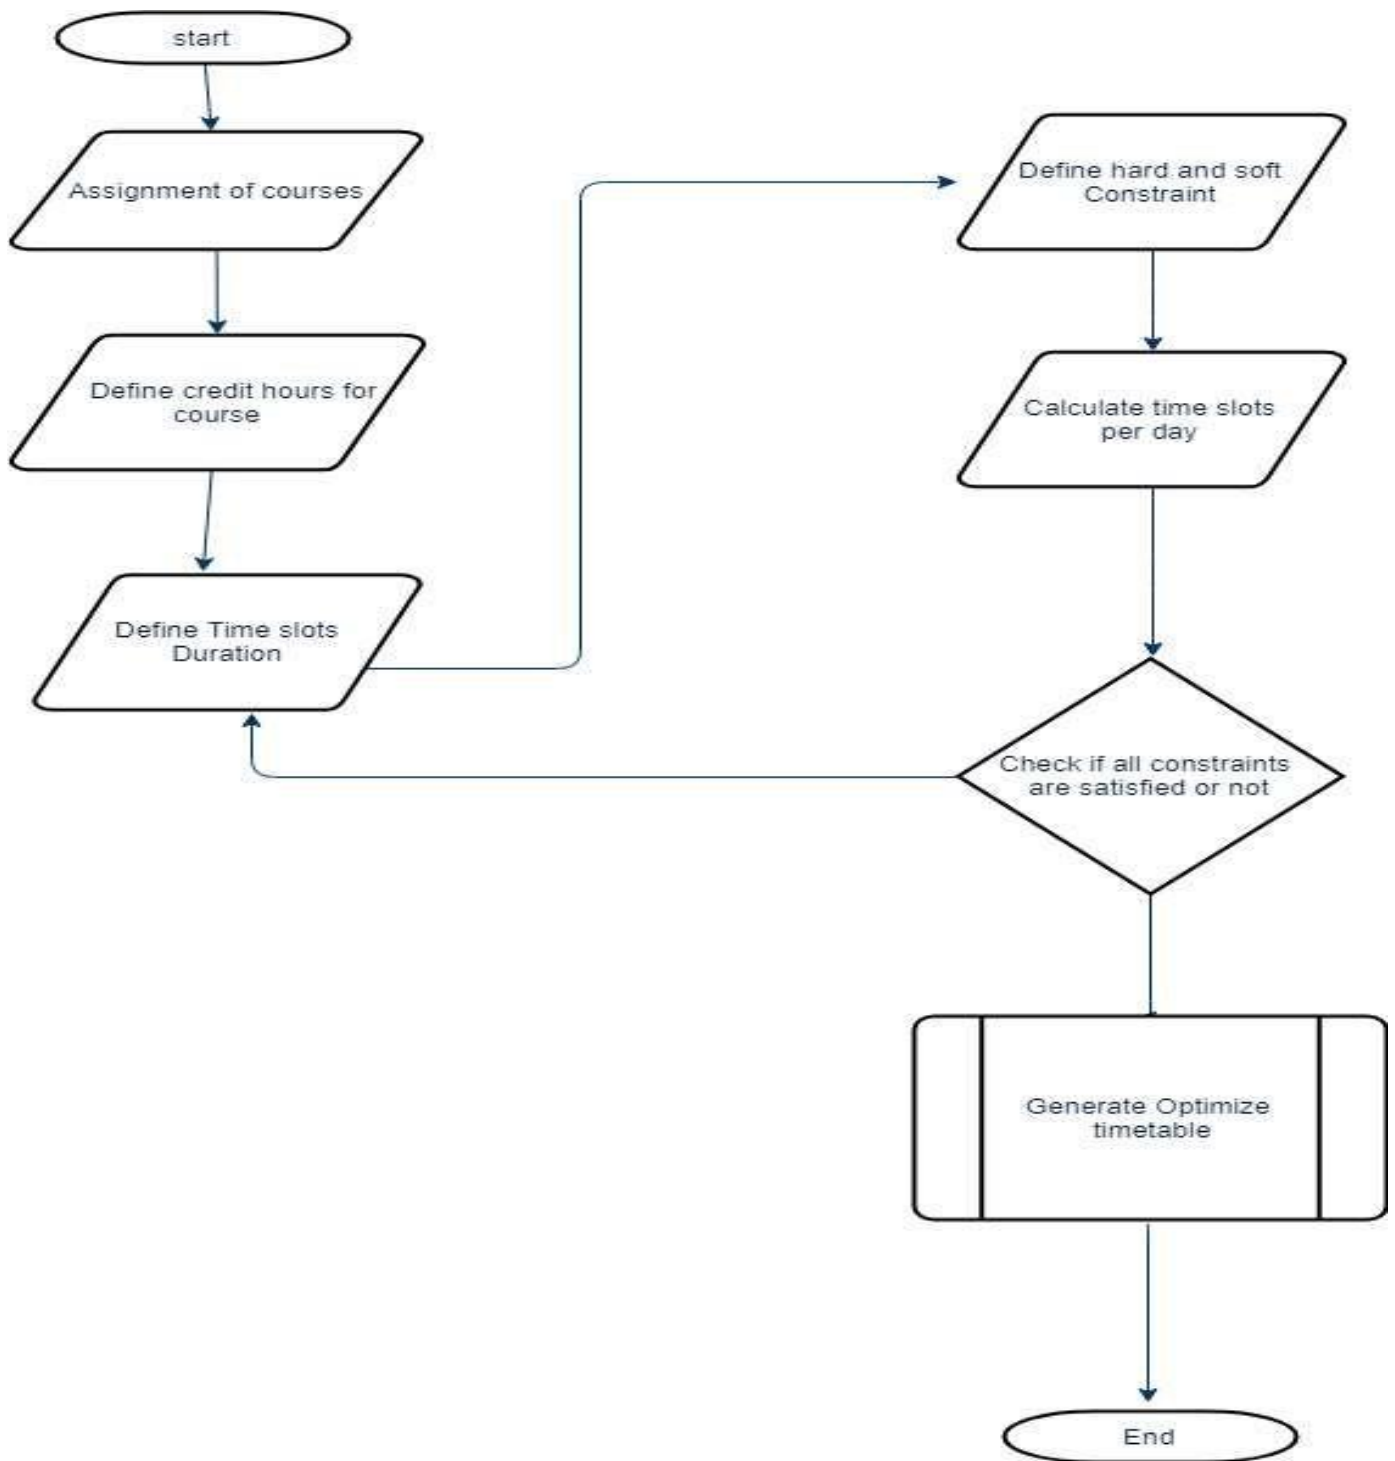 start
Assignment of courses
Define credit hours for
course
Define Time slots
Duration
Define hard and soft
Constraint
Calculate time slots
per day
Check if all constraints
are satisfied or not
Generate Optimize
timetable
End